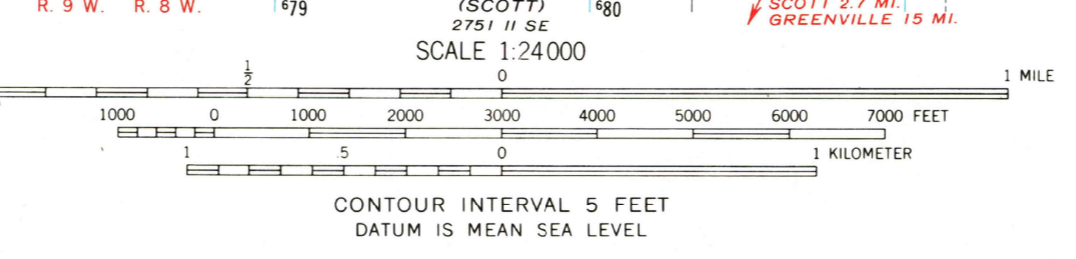 R. 9 W. R. 8 W. 679 (SCOTT) 680 SCOTT 2.7 MI.
2751 II SE GREENVILLE 15 MI.
SCALE 1:24000
1/2 0 1 MILE
1000 0 1000 2000 3000 4000 5000 6000 7000 FEET
1 .5 0 1 KILOMETER
CONTOUR INTERVAL 5 FEET
DATUM IS MEAN SEA LEVEL